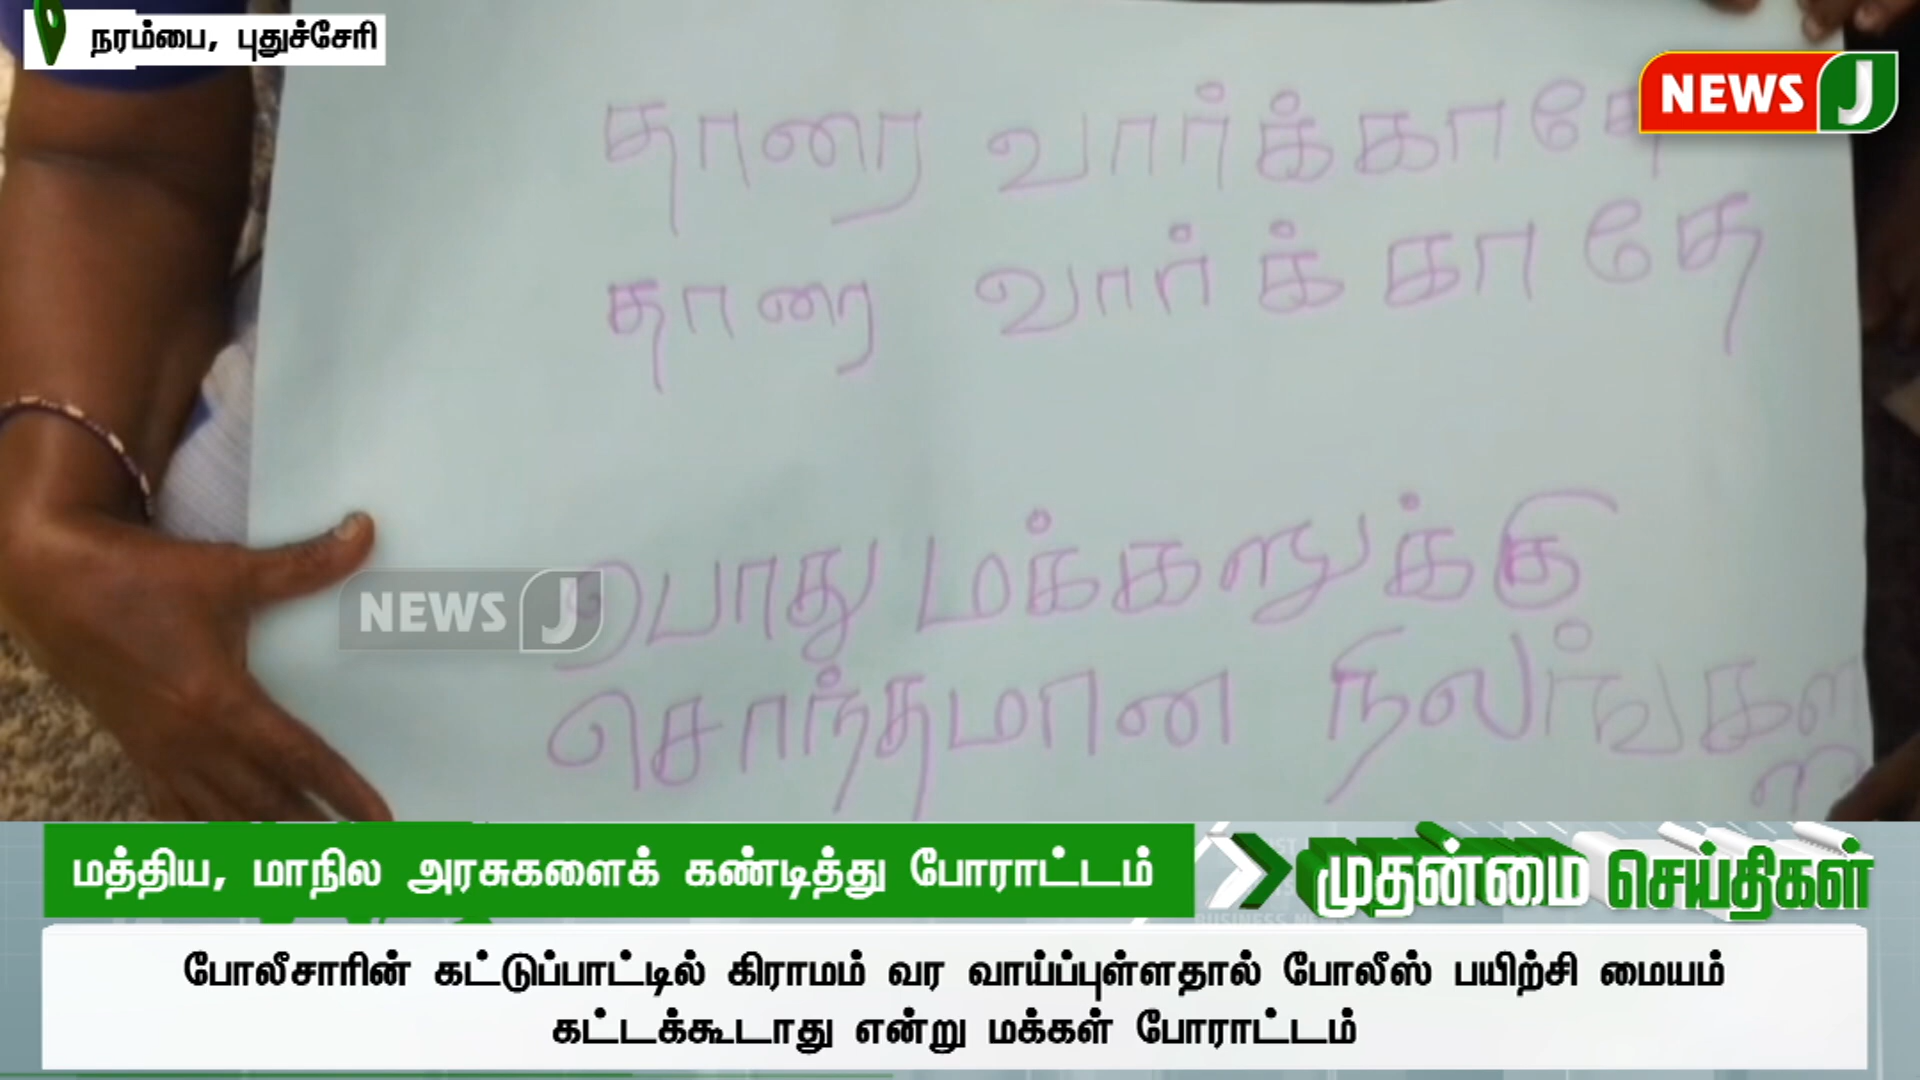 நரம்பை, புதுச்சேரி
NEWS J
தாரை வார்க்காதே
தாரை வார்க்காதே
பொது மக்களுக்கு
NEWS J
சொந்தமான நிலங்களை
மத்திய, மாநில அரசுகளைக் கண்டித்து போராட்டம்
முதன்மை செய்திகள்
போலீசாரின் கட்டுப்பாட்டில் கிராமம் வர வாய்ப்புள்ளதால் போலீஸ் பயிற்சி மையம்
கட்டக்கூடாது என்று மக்கள் போராட்டம்